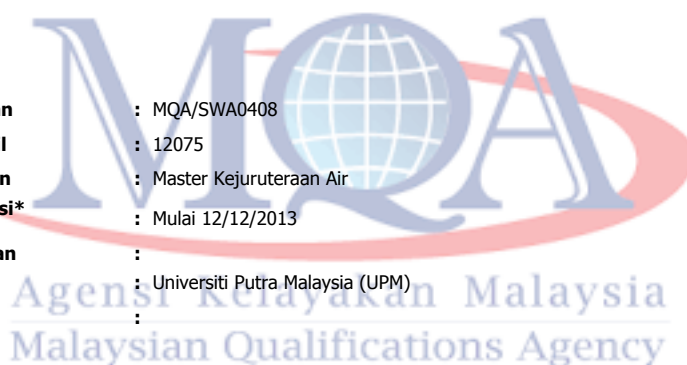 an : MQA/SWA0408
l : 12075
n : Master Kejuruteraan Air
si* : Mulai 12/12/2013
an :
: Universiti Putra Malaysia (UPM)
:
MQA
Agensi Kelayakan Malaysia
Malaysian Qualifications Agency